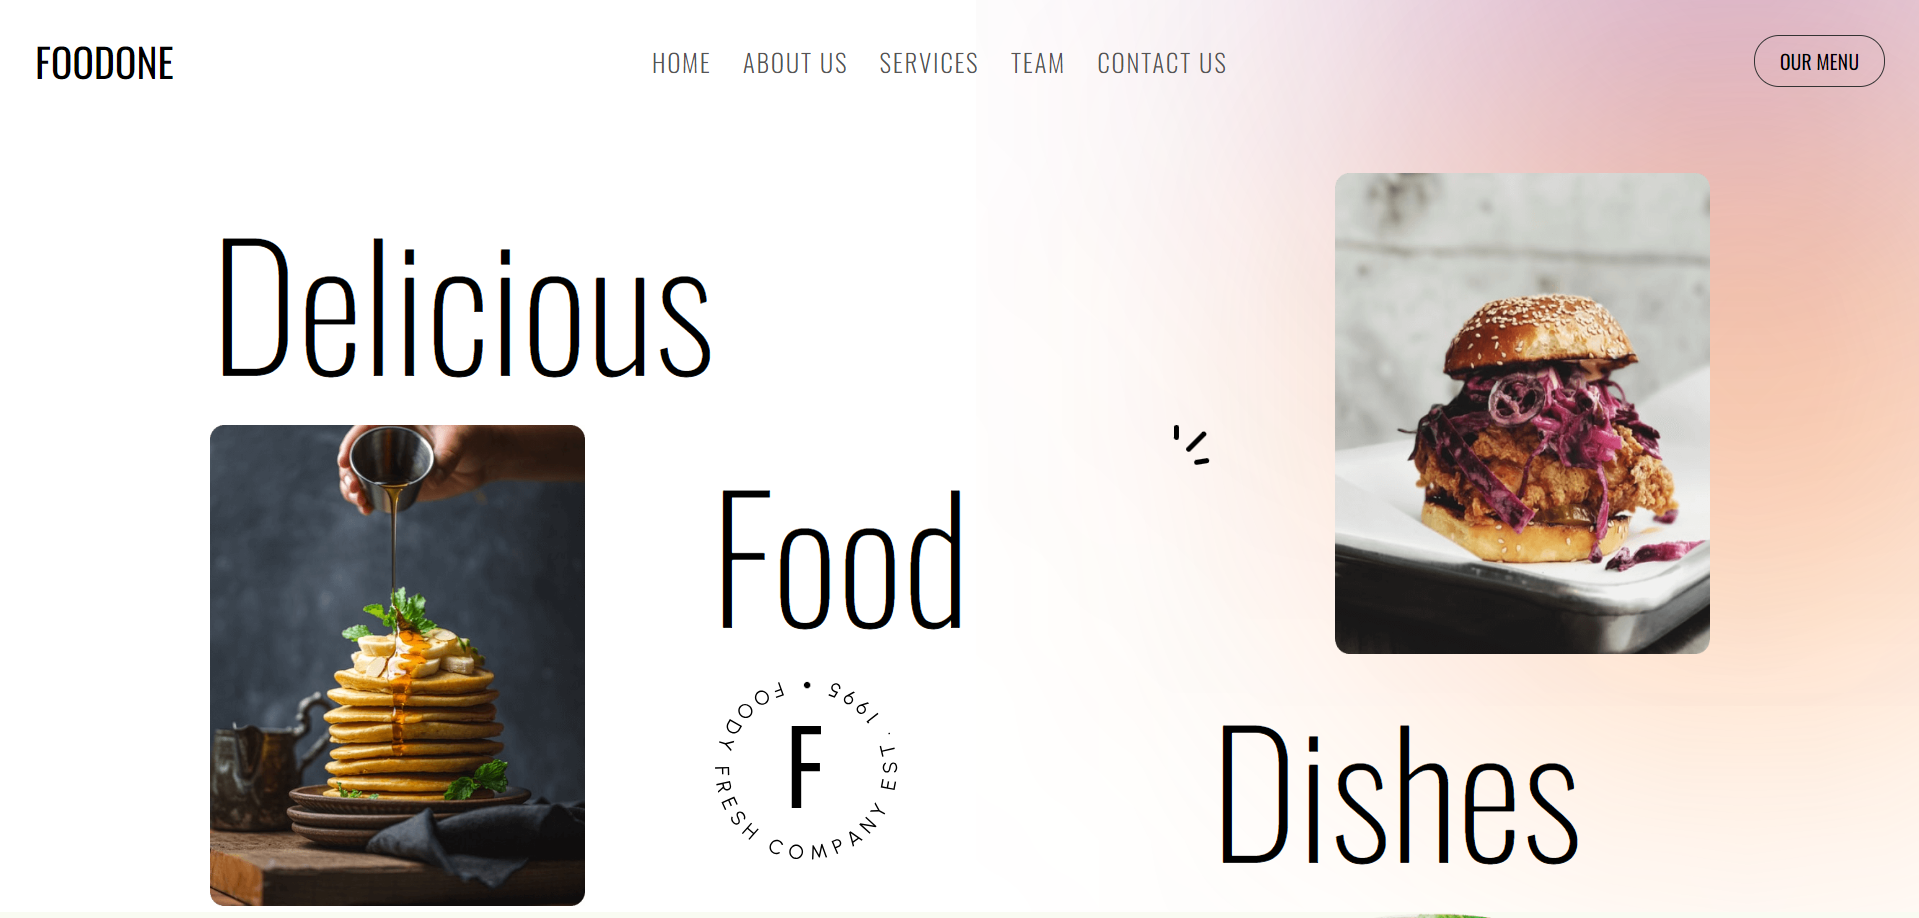 FOODONE
HOME
ABOUT US
SERVICES
TEAM
CONTACT US
OUR MENU
Delicious
Food
FOODY FRESH COMPANY EST . 1995 •
F
Dishes